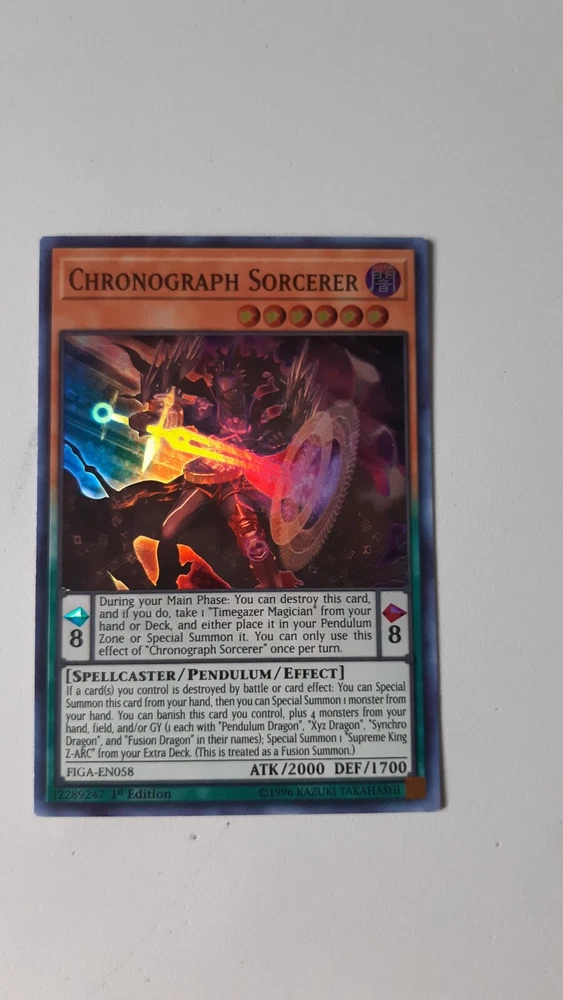 CHRONOGRAPH SORCERER
闇
During your Main Phase: You can destroy this card,
and if you do, take 1 "Timegazer Magician" from your
hand or Deck, and either place it in your Pendulum
Zone or Special Summon it. You can only use this
effect of "Chronograph Sorcerer" once per turn.
8
8
[SPELLCASTER/PENDULUM/EFFECT]
If a card(s) you control is destroyed by battle or card effect: You can Special
Summon this card from your hand, then you can Special Summon 1 monster from
your hand. You can banish this card you control, plus 4 monsters from your
hand, field, and/or GY (1 each with "Pendulum Dragon", "Xyz Dragon", "Synchro
Dragon", and "Fusion Dragon" in their names); Special Summon 1 "Supreme King
Z-ARC" from your Extra Deck. (This is treated as a Fusion Summon.)
FIGA-EN058 ATK/2000 DEF/1700
12289247 1st Edition ©1996 KAZUKI TAKAHASHI